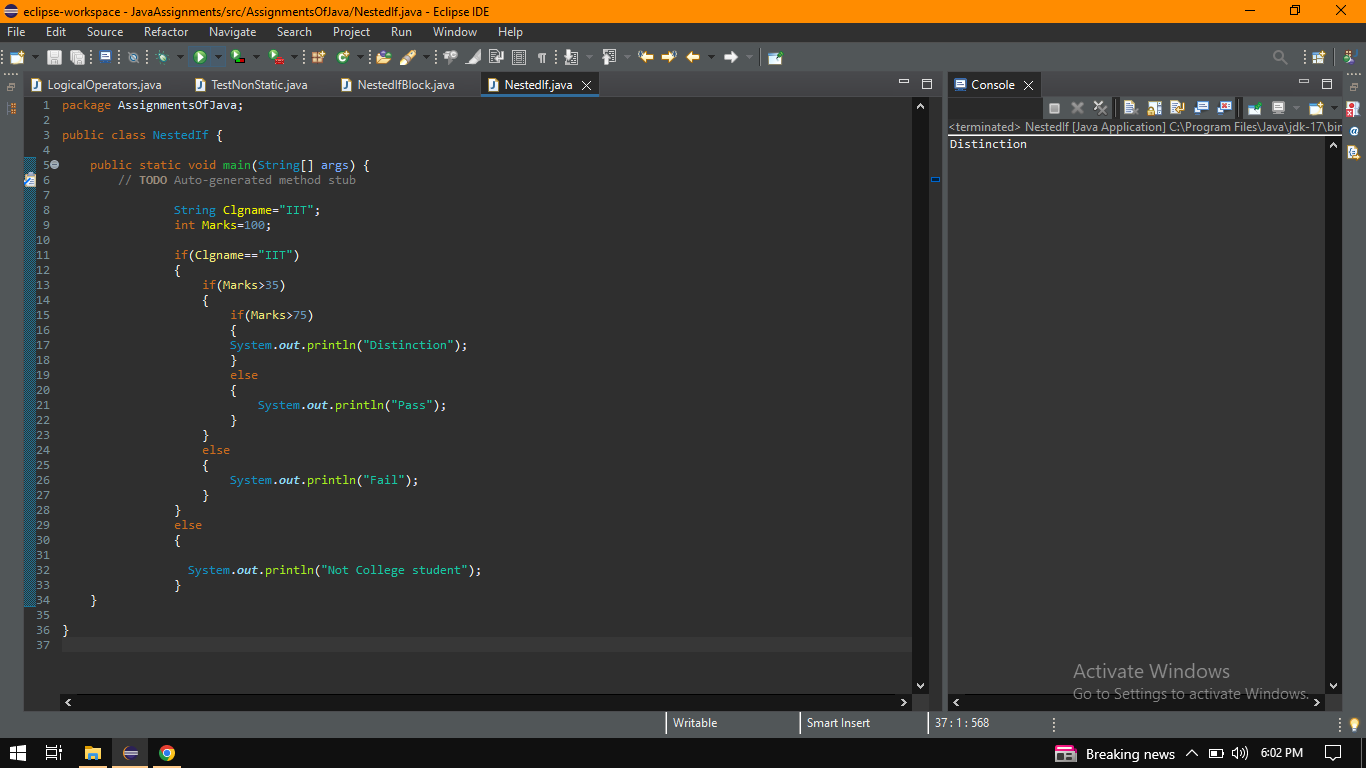 eclipse-workspace - JavaAssignments/src/AssignmentsOfJava/NestedIf.java - Eclipse IDE
File Edit Source Refactor Navigate Search Project Run Window Help
LogicalOperators.java TestNonStatic.java NestedIfBlock.java NestedIf.java
1 package AssignmentsOfJava;
2
3 public class NestedIf {
4
5 public static void main(String[] args) {
6 // TODO Auto-generated method stub
7
8 String Clgname="IIT";
9 int Marks=100;
10
11 if(Clgname=="IIT")
12 {
13 if(Marks>35)
14 {
15 if(Marks>75)
16 {
17 System.out.println("Distinction");
18 }
19 else
20 {
21 System.out.println("Pass");
22 }
23 }
24 else
25 {
26 System.out.println("Fail");
27 }
28 }
29 else
30 {
31
32 System.out.println("Not College student");
33 }
34 }
35
36 }
37
Console
<terminated> NestedIf [Java Application] C:\Program Files\Java\jdk-17\bin
Distinction
Activate Windows
Go to Settings to activate Windows.
Writable Smart Insert 37 : 1 : 568
Breaking news 6:02 PM